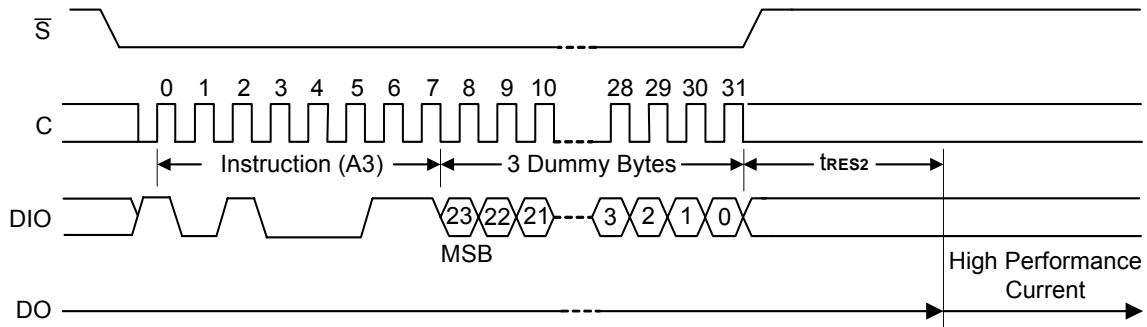 S
0 1 2 3 4 5 6 7 8 9 10 28 29 30 31
C
Instruction (A3) 3 Dummy Bytes tRES2
DIO 23 22 21 3 2 1 0
MSB
High Performance
Current
DO